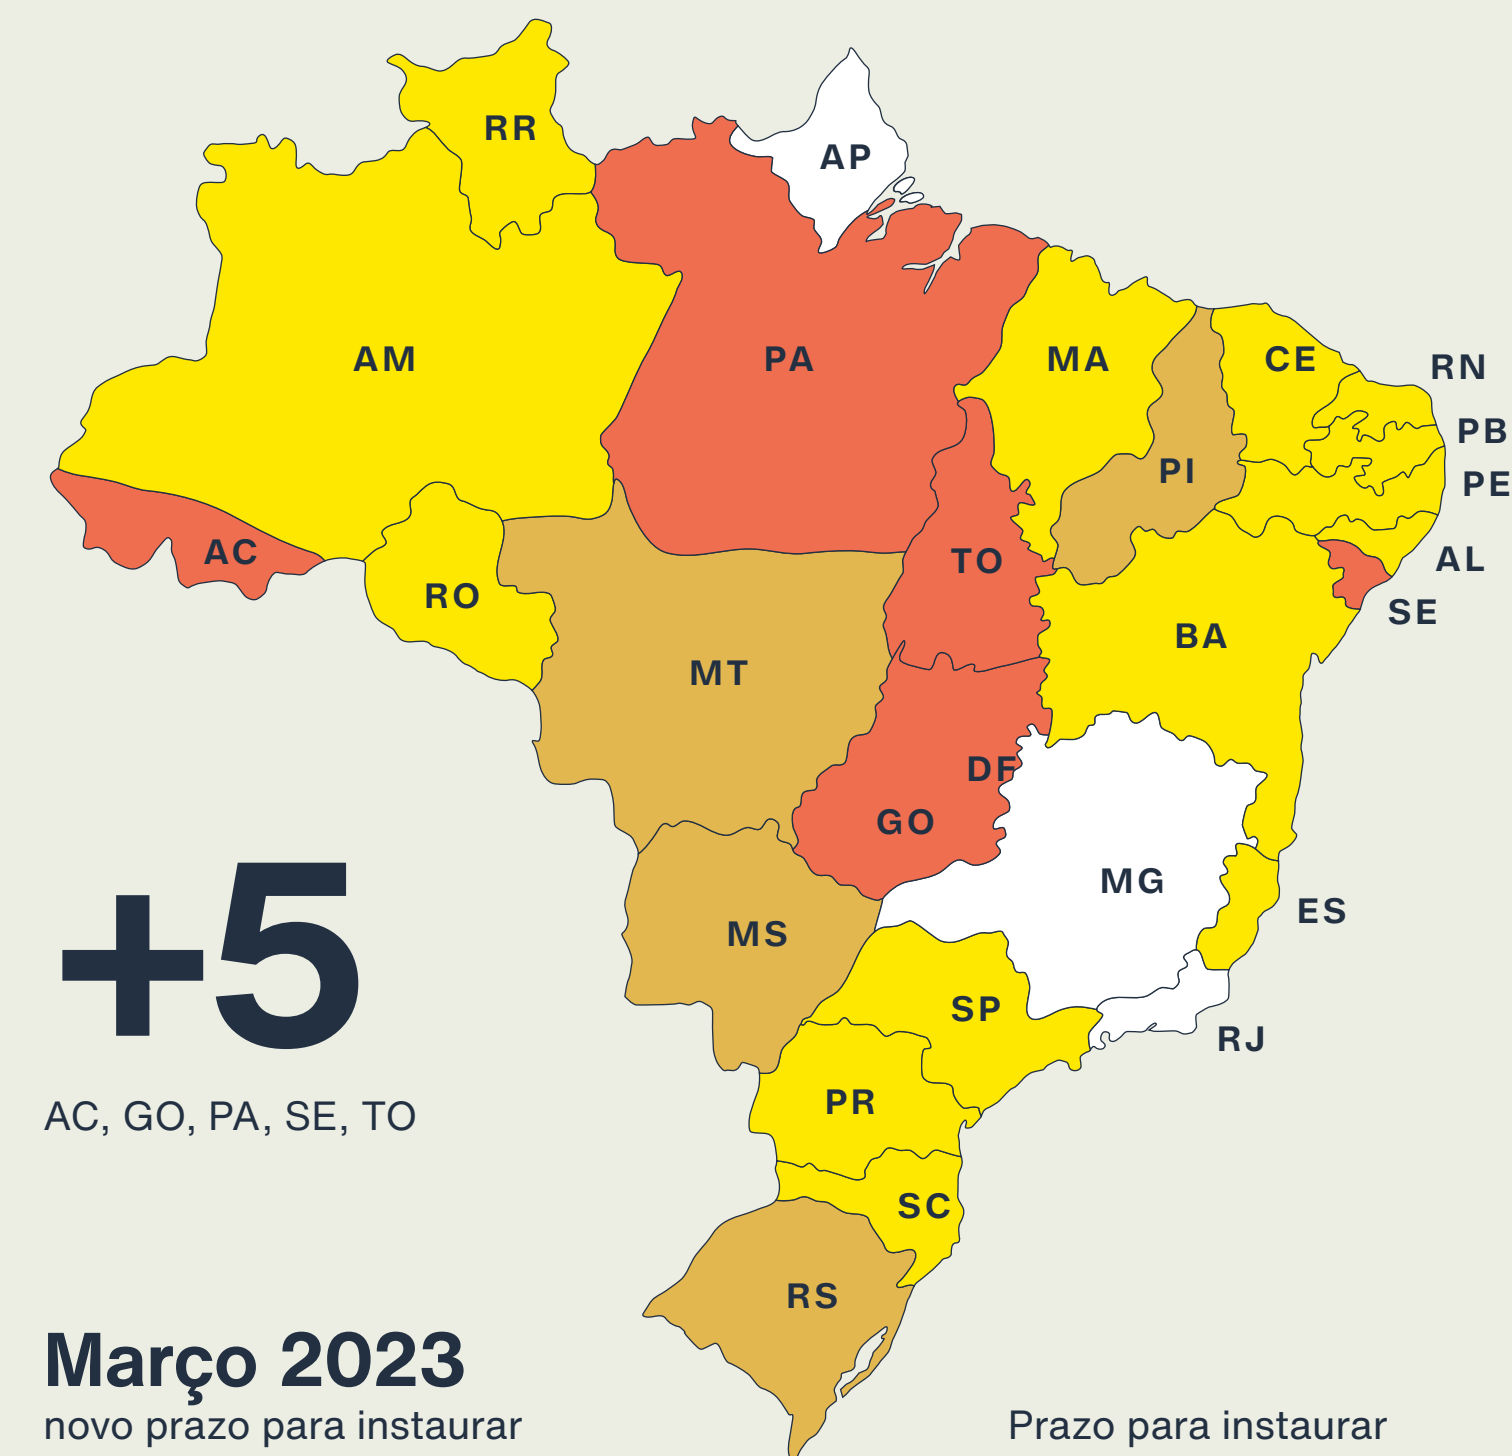 RR
AP
AM
PA
MA
CE
RN
PB
PI
PE
AC
TO
AL
RO
SE
BA
MT
DF
GO
MG
ES
MS
+5
SP
RJ
AC, GO, PA, SE, TO
PR
SC
RS
Março 2023
novo prazo para instaurar
Prazo para instaurar